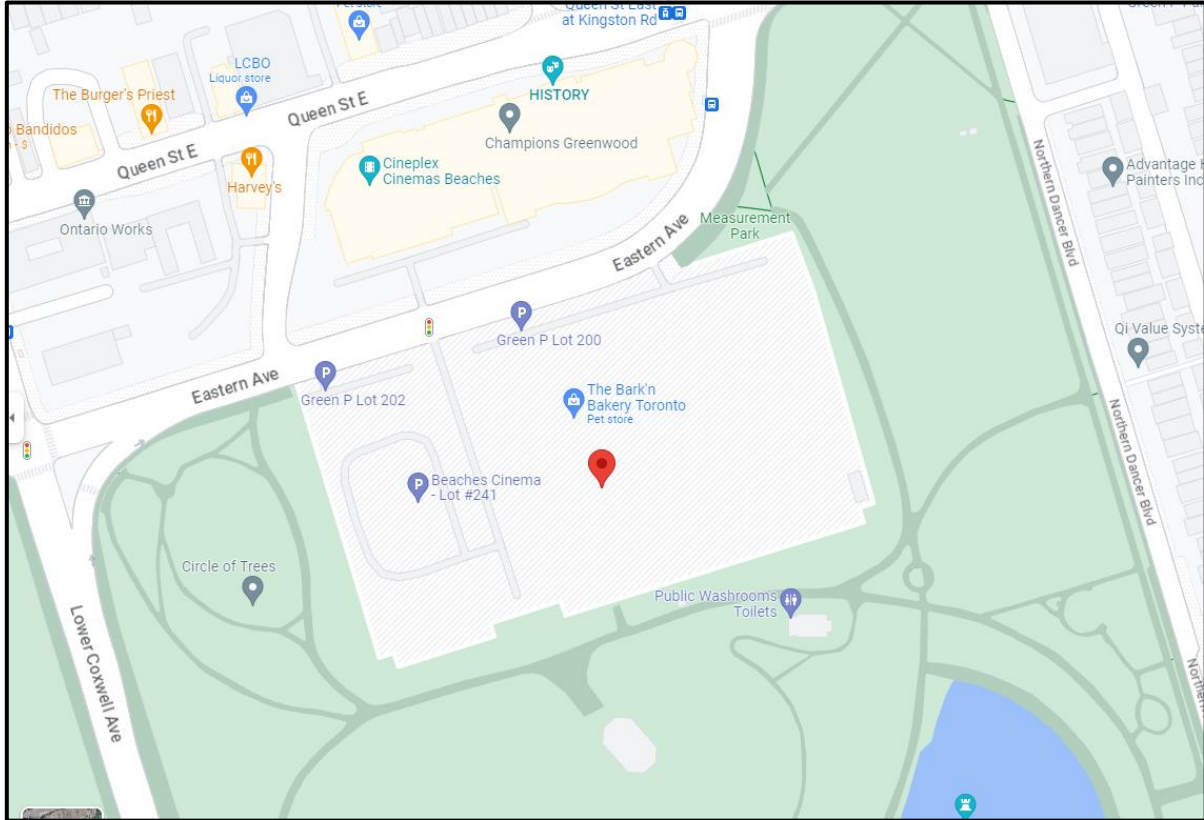 Pet store
Queen St East
at Kingston Rd
LCBO
Liquor store
The Burger's Priest
HISTORY
Queen St E
Champions Greenwood
Bandidos
Queen St E
Cineplex
Cinemas Beaches
Harvey's
Northern Dancer Blvd
Advantage
Painters Inc
Ontario Works
Measurement
Park
Eastern Ave
P
Green P Lot 200
Qi Value Syste
P
Green P Lot 202
Eastern Ave
The Bark'n
Bakery Toronto
Pet store
Northern Dancer Blvd
P
Beaches Cinema
- Lot #241
Circle of Trees
Public Washrooms
Toilets
Lower Coxwell Ave